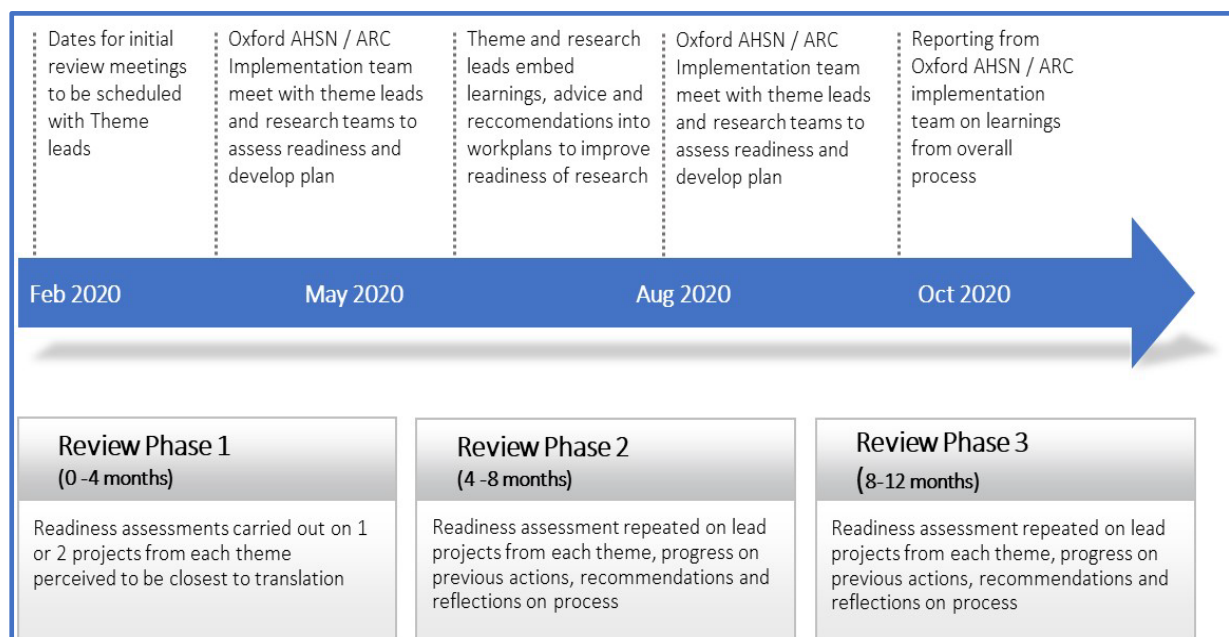 Dates for initial
review meetings
to be scheduled
with Theme
leads
Oxford AHSN / ARC
Implementation team
meet with theme leads
and research teams to
assess readiness and
develop plan
Theme and research
leads embed
learnings, advice and
reccomendations into
workplans to improve
readiness of research
Oxford AHSN / ARC
Implementation team
meet with theme leads
and research teams to
assess readiness and
develop plan
Reporting from
Oxford AHSN / ARC
implementation
team on learnings
from overall
process
Feb 2020
May 2020
Aug 2020
Oct 2020
Review Phase 1
(0 -4 months)
Readiness assessments carried out on 1
or 2 projects from each theme
perceived to be closest to translation
Review Phase 2
(4 -8 months)
Readiness assessment repeated on lead
projects from each theme, progress on
previous actions, recommendations and
reflections on process
Review Phase 3
(8-12 months)
Readiness assessment repeated on lead
projects from each theme, progress on
previous actions, recommendations and
reflections on process